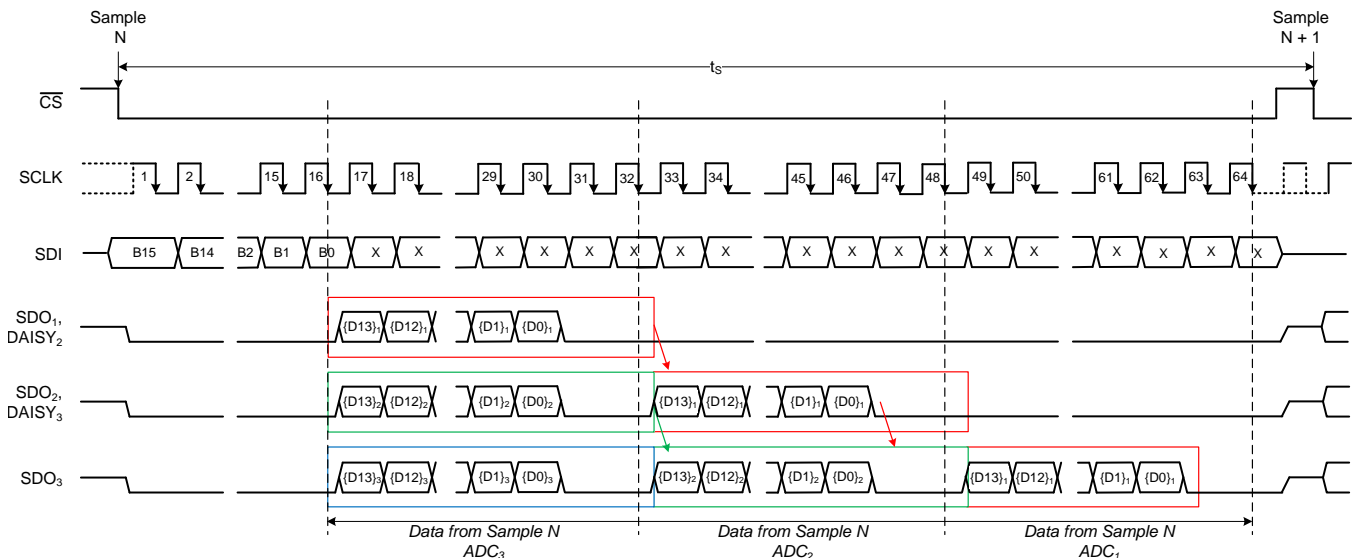 Sample
N
Sample
N + 1
tS
CS
SCLK
1 2 15 16 17 18 29 30 31 32 33 34 45 46 47 48 49 50 61 62 63 64
SDI
B15 B14 B2 B1 B0 X X X X X X X X X X X X X X X X X X
SDO1,
DAISY2
{D13}1 {D12}1 {D1}1 {D0}1
SDO2,
DAISY3
{D13}2 {D12}2 {D1}2 {D0}2 {D13}1 {D12}1 {D1}1 {D0}1
SDO3
{D13}3 {D12}3 {D1}3 {D0}3 {D13}2 {D12}2 {D1}2 {D0}2 {D13}1 {D12}1 {D1}1 {D0}1
Data from Sample N
ADC3
Data from Sample N
ADC2
Data from Sample N
ADC1